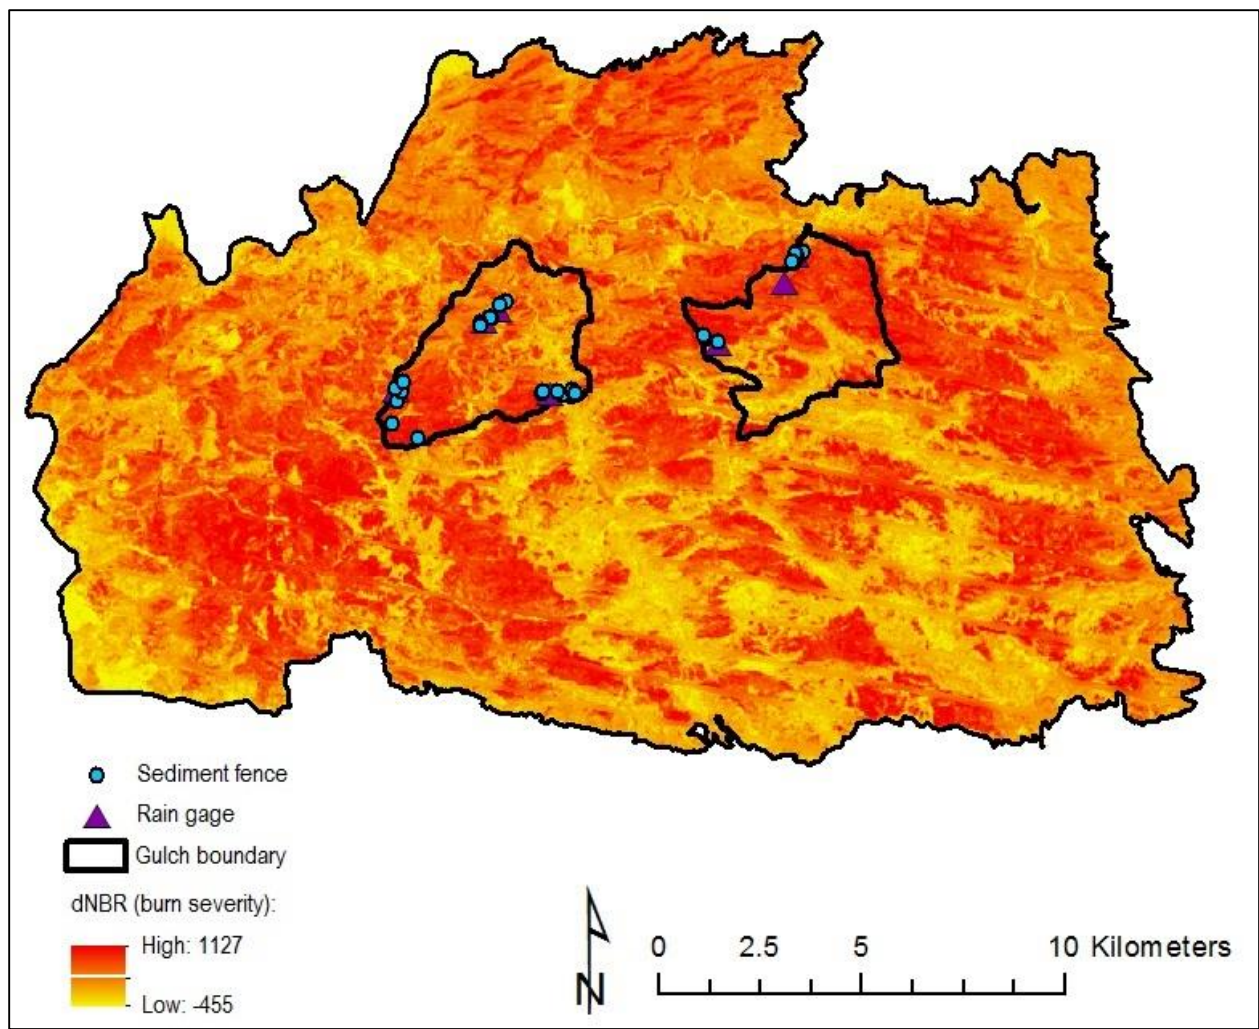 Sediment fence
Rain gage
Gulch boundary
dNBR (burn severity):
High: 1127
Low: -455
N
0 2.5 5 10 Kilometers